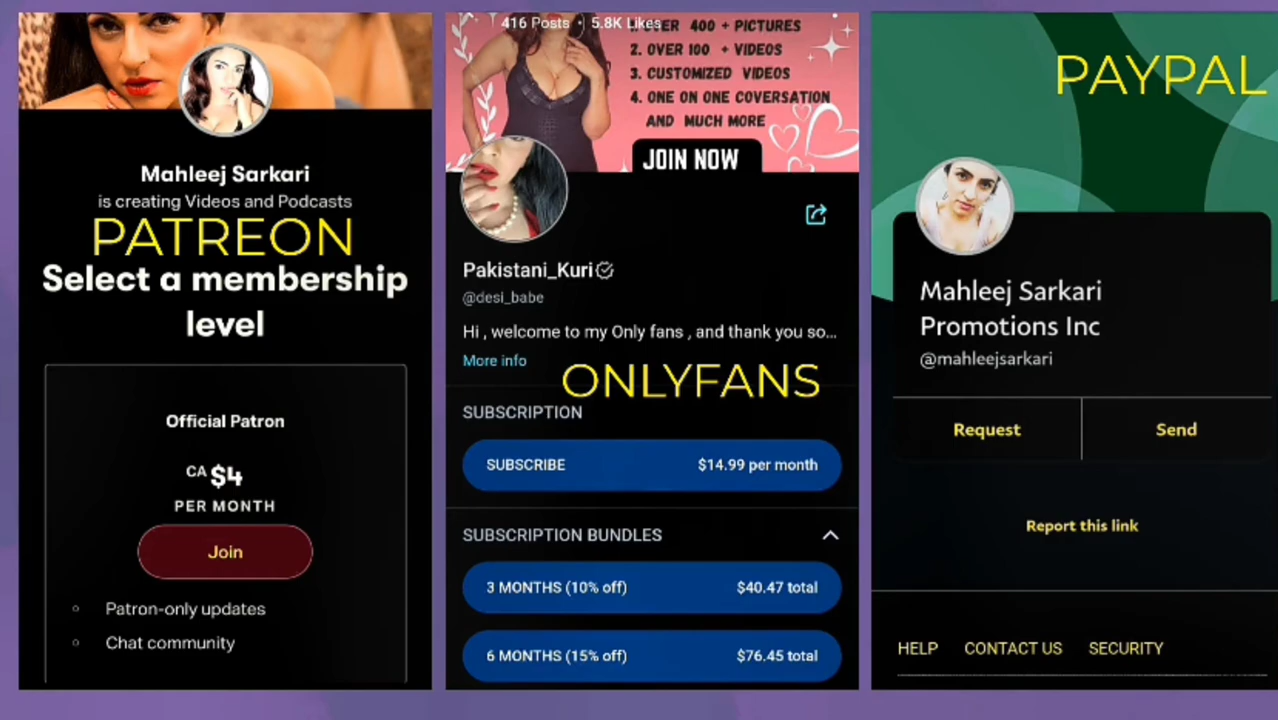 Mahleej Sarkari
is creating Videos and Podcasts
PATREON
Select a membership
level
Official Patron
CA $4
PER MONTH
Join
Patron-only updates
Chat community
416 Posts • 5.8K Likes
1. OVER 400 + PICTURES
2. OVER 100 + VIDEOS
3. CUSTOMIZED VIDEOS
4. ONE ON ONE COVERSATION
AND MUCH MORE
JOIN NOW
Pakistani_Kuri
@desi_babe
Hi , welcome to my Only fans , and thank you so...
More info
ONLYFANS
SUBSCRIPTION
SUBSCRIBE $14.99 per month
SUBSCRIPTION BUNDLES
3 MONTHS (10% off) $40.47 total
6 MONTHS (15% off) $76.45 total
PAYPAL
Mahleej Sarkari
Promotions Inc
@mahleejsarkari
Request Send
Report this link
HELP CONTACT US SECURITY